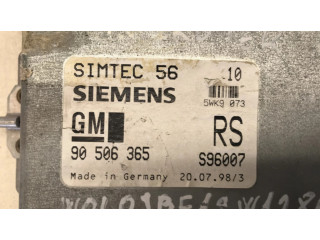 SIMTEC 56 10
SIEMENS 5WK9 073
GM RS
90 506 365 S96007
Made in Germany 20.07.98/3